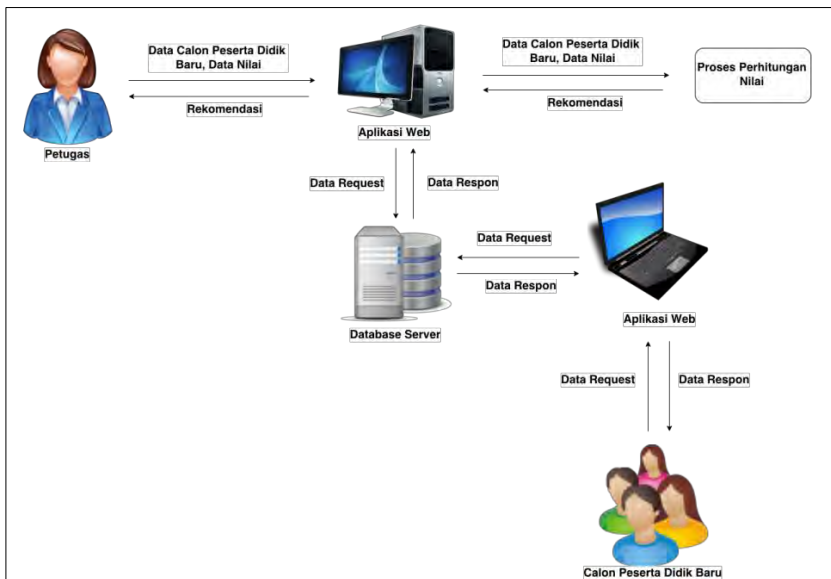 Data Calon Peserta Didik
Baru, Data Nilai
Rekomendasi
Petugas
Aplikasi Web
Data Calon Peserta Didik
Baru, Data Nilai
Rekomendasi
Proses Perhitungan
Nilai
Data Request
Data Respon
Database Server
Data Request
Data Respon
Aplikasi Web
Data Request
Data Respon
Calon Peserta Didik Baru